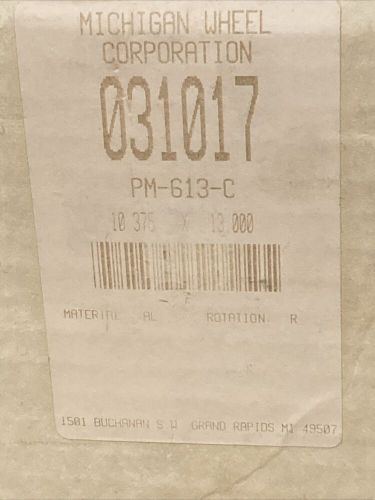 MICHIGAN WHEEL
CORPORATION
031017
PM-613-C
10 375 X 13 000
MATERIAL AL ROTATION R
1501 BUCHANAN S W GRAND RAPIDS MI 49507